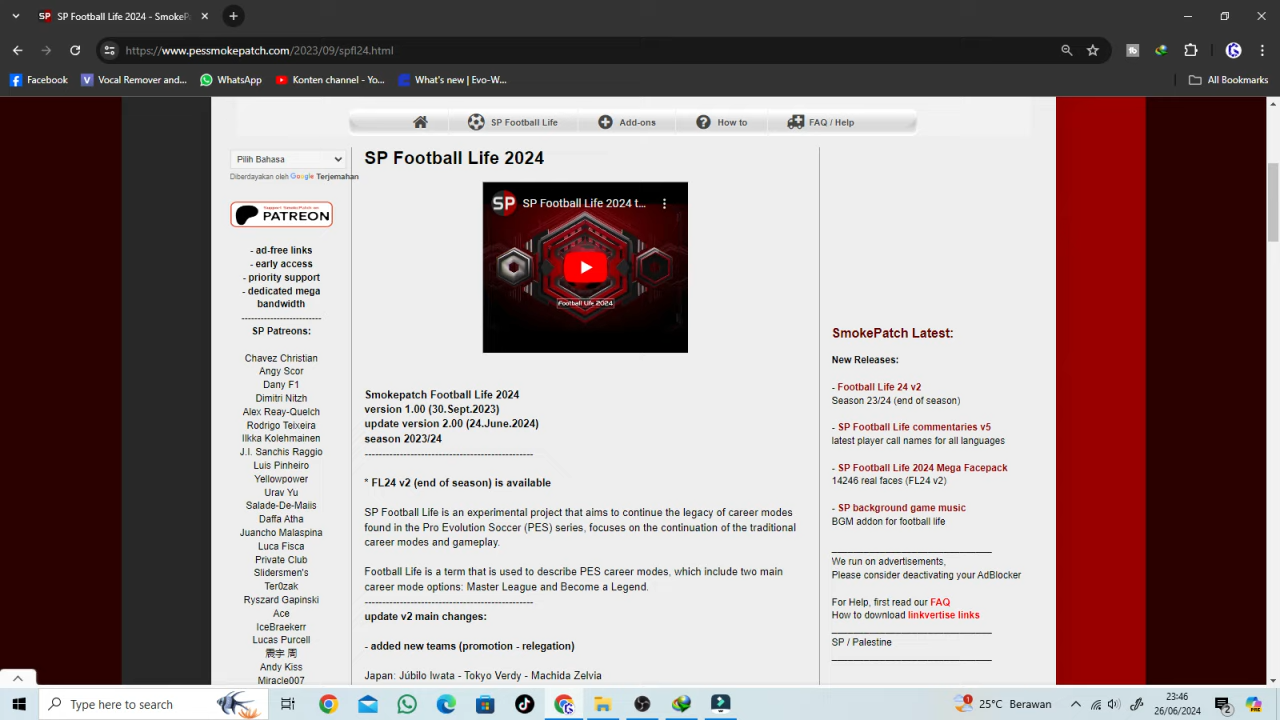 SP Football Life 2024 - SmokeP
https://www.pessmokepatch.com/2023/09/spfl24.html
Facebook
Vocal Remover and...
WhatsApp
Konten channel - Yo...
What's new | Evo-W...
All Bookmarks
SP Football Life
Add-ons
How to
FAQ / Help
Pilih Bahasa
Diberdayakan oleh Google Terjemahan
Support SmokePatch on
PATREON
- ad-free links
- early access
- priority support
- dedicated mega
bandwidth
-------------------------
SP Patreons:
Chavez Christian
Angy Scor
Dany F1
Dimitri Nitzh
Alex Reay-Quelch
Rodrigo Teixeira
Ilkka Kolehmainen
J.I. Sanchis Raggio
Luis Pinheiro
Yellowpower
Urav Yu
Salade-De-Maiis
Daffa Atha
Juancho Malaspina
Luca Fisca
Private Club
Slidersmen's
Ter0zak
Ryszard Gapinski
Ace
IceBreakerr
Lucas Purcell
震宇 周
Andy Kiss
Miracle007
SP Football Life 2024
SP
SP Football Life 2024 t...
Football Life 2024
Smokepatch Football Life 2024
version 1.00 (30.Sept.2023)
update version 2.00 (24.June.2024)
season 2023/24
------------------------------------------------
* FL24 v2 (end of season) is available
SP Football Life is an experimental project that aims to continue the legacy of career modes
found in the Pro Evolution Soccer (PES) series, focuses on the continuation of the traditional
career modes and gameplay.
Football Life is a term that is used to describe PES career modes, which include two main
career mode options: Master League and Become a Legend.
------------------------------------------------
update v2 main changes:
- added new teams (promotion - relegation)
Japan: Júbilo Iwata - Tokyo Verdy - Machida Zelvia
SmokePatch Latest:
New Releases:
- Football Life 24 v2
Season 23/24 (end of season)
- SP Football Life commentaries v5
latest player call names for all languages
- SP Football Life 2024 Mega Facepack
14246 real faces (FL24 v2)
- SP background game music
BGM addon for football life
________________________________
We run on advertisements,
Please consider deactivating your AdBlocker
For Help, first read our FAQ
How to download linkvertise links
________________________________
SP / Palestine
________________________________
Type here to search
1
25°C Berawan
23:46
26/06/2024
2
PRE